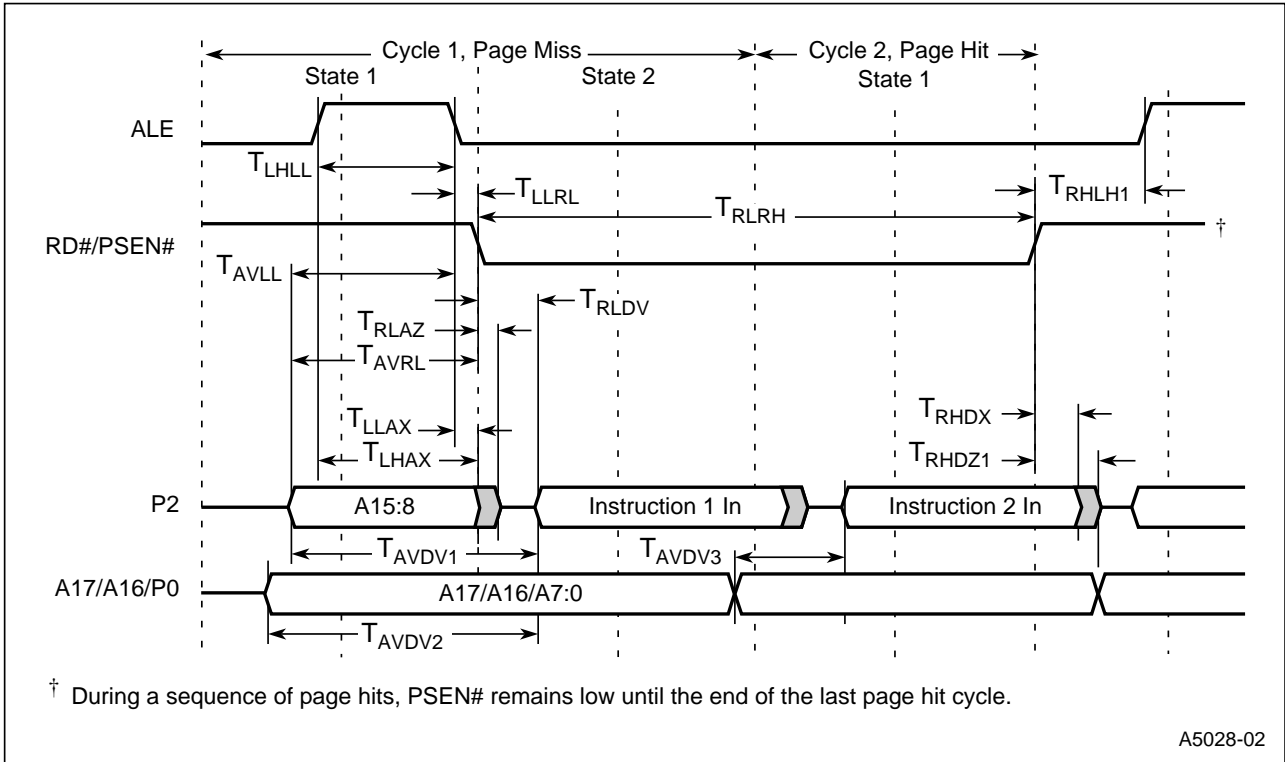 Cycle 1, Page Miss
Cycle 2, Page Hit
State 1
State 2
State 1
ALE
TLHLL
TLLRL
TRLRH
TRHLH1
RD#/PSEN#
†
TAVLL
TRLDV
TRLAZ
TAVRL
TLLAX
TRHDX
TLHAX
TRHDZ1
P2
A15:8
Instruction 1 In
Instruction 2 In
TAVDV1
TAVDV3
A17/A16/P0
A17/A16/A7:0
TAVDV2
† During a sequence of page hits, PSEN# remains low until the end of the last page hit cycle.
A5028-02